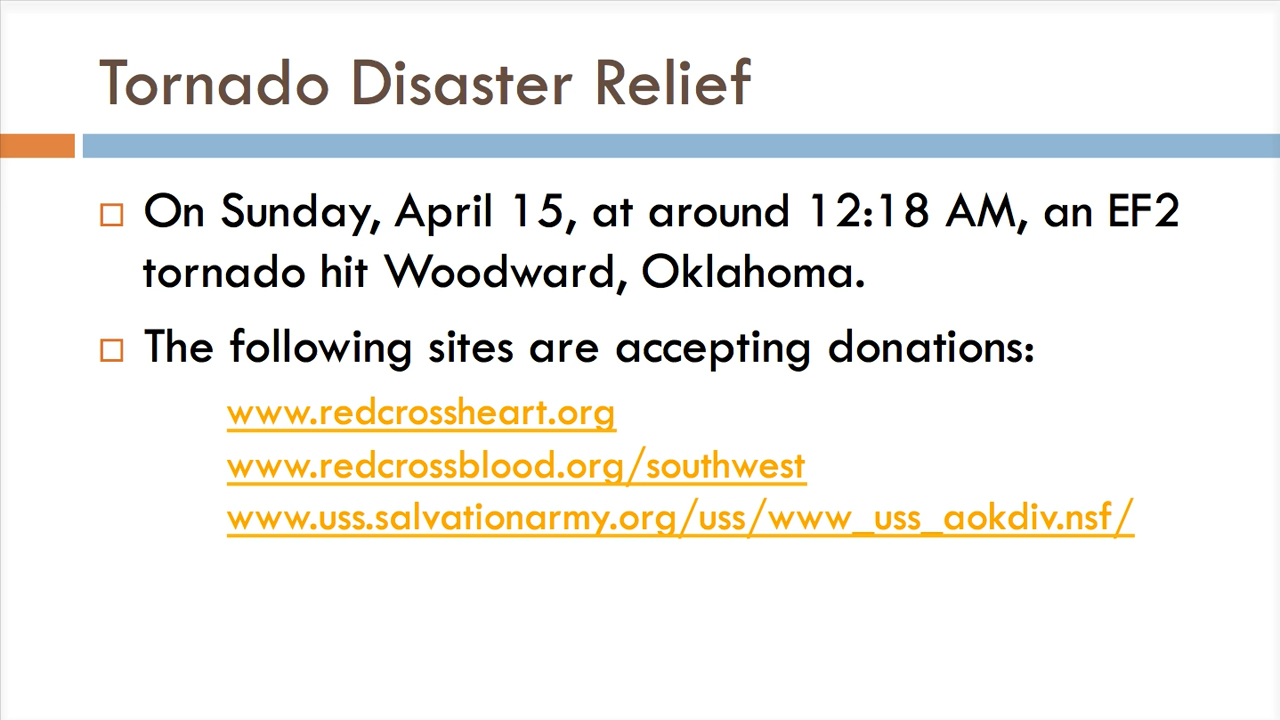 Tornado Disaster Relief
On Sunday, April 15, at around 12:18 AM, an EF2
tornado hit Woodward, Oklahoma.
The following sites are accepting donations:
www.redcrossheart.org
www.redcrossblood.org/southwest
www.uss.salvationarmy.org/uss/www_uss_aokdiv.nsf/